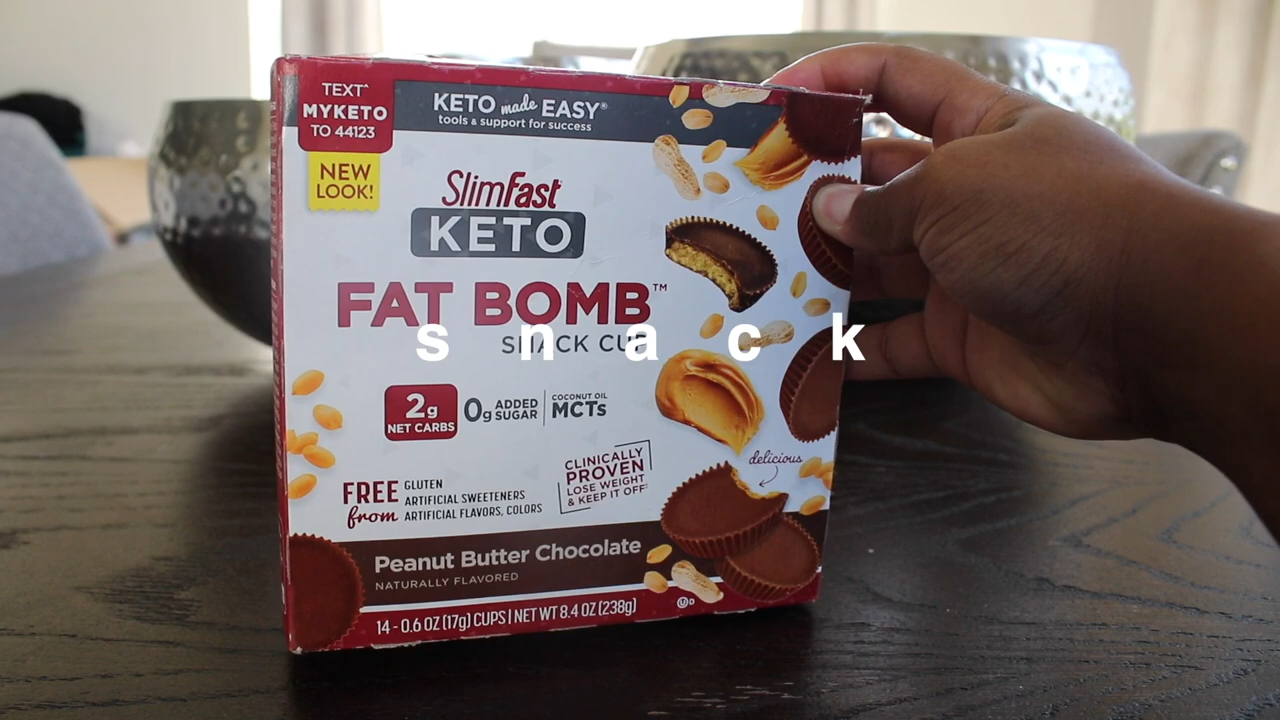 TEXT^
MYKETO
TO 44123
NEW
LOOK!
KETO made EASY®
tools & support for success
SlimFast
KETO
FAT BOMB™
SNACK CUP
s n a c k
2g
NET CARBS
0g ADDED
SUGAR
COCONUT OIL
MCTs
CLINICALLY
PROVEN
LOSE WEIGHT
& KEEP IT OFF‡
delicious
FREE
from
GLUTEN
ARTIFICIAL SWEETENERS
ARTIFICIAL FLAVORS, COLORS
Peanut Butter Chocolate
NATURALLY FLAVORED
14 - 0.6 OZ (17g) CUPS | NET WT 8.4 OZ (238g)
Ⓤ D